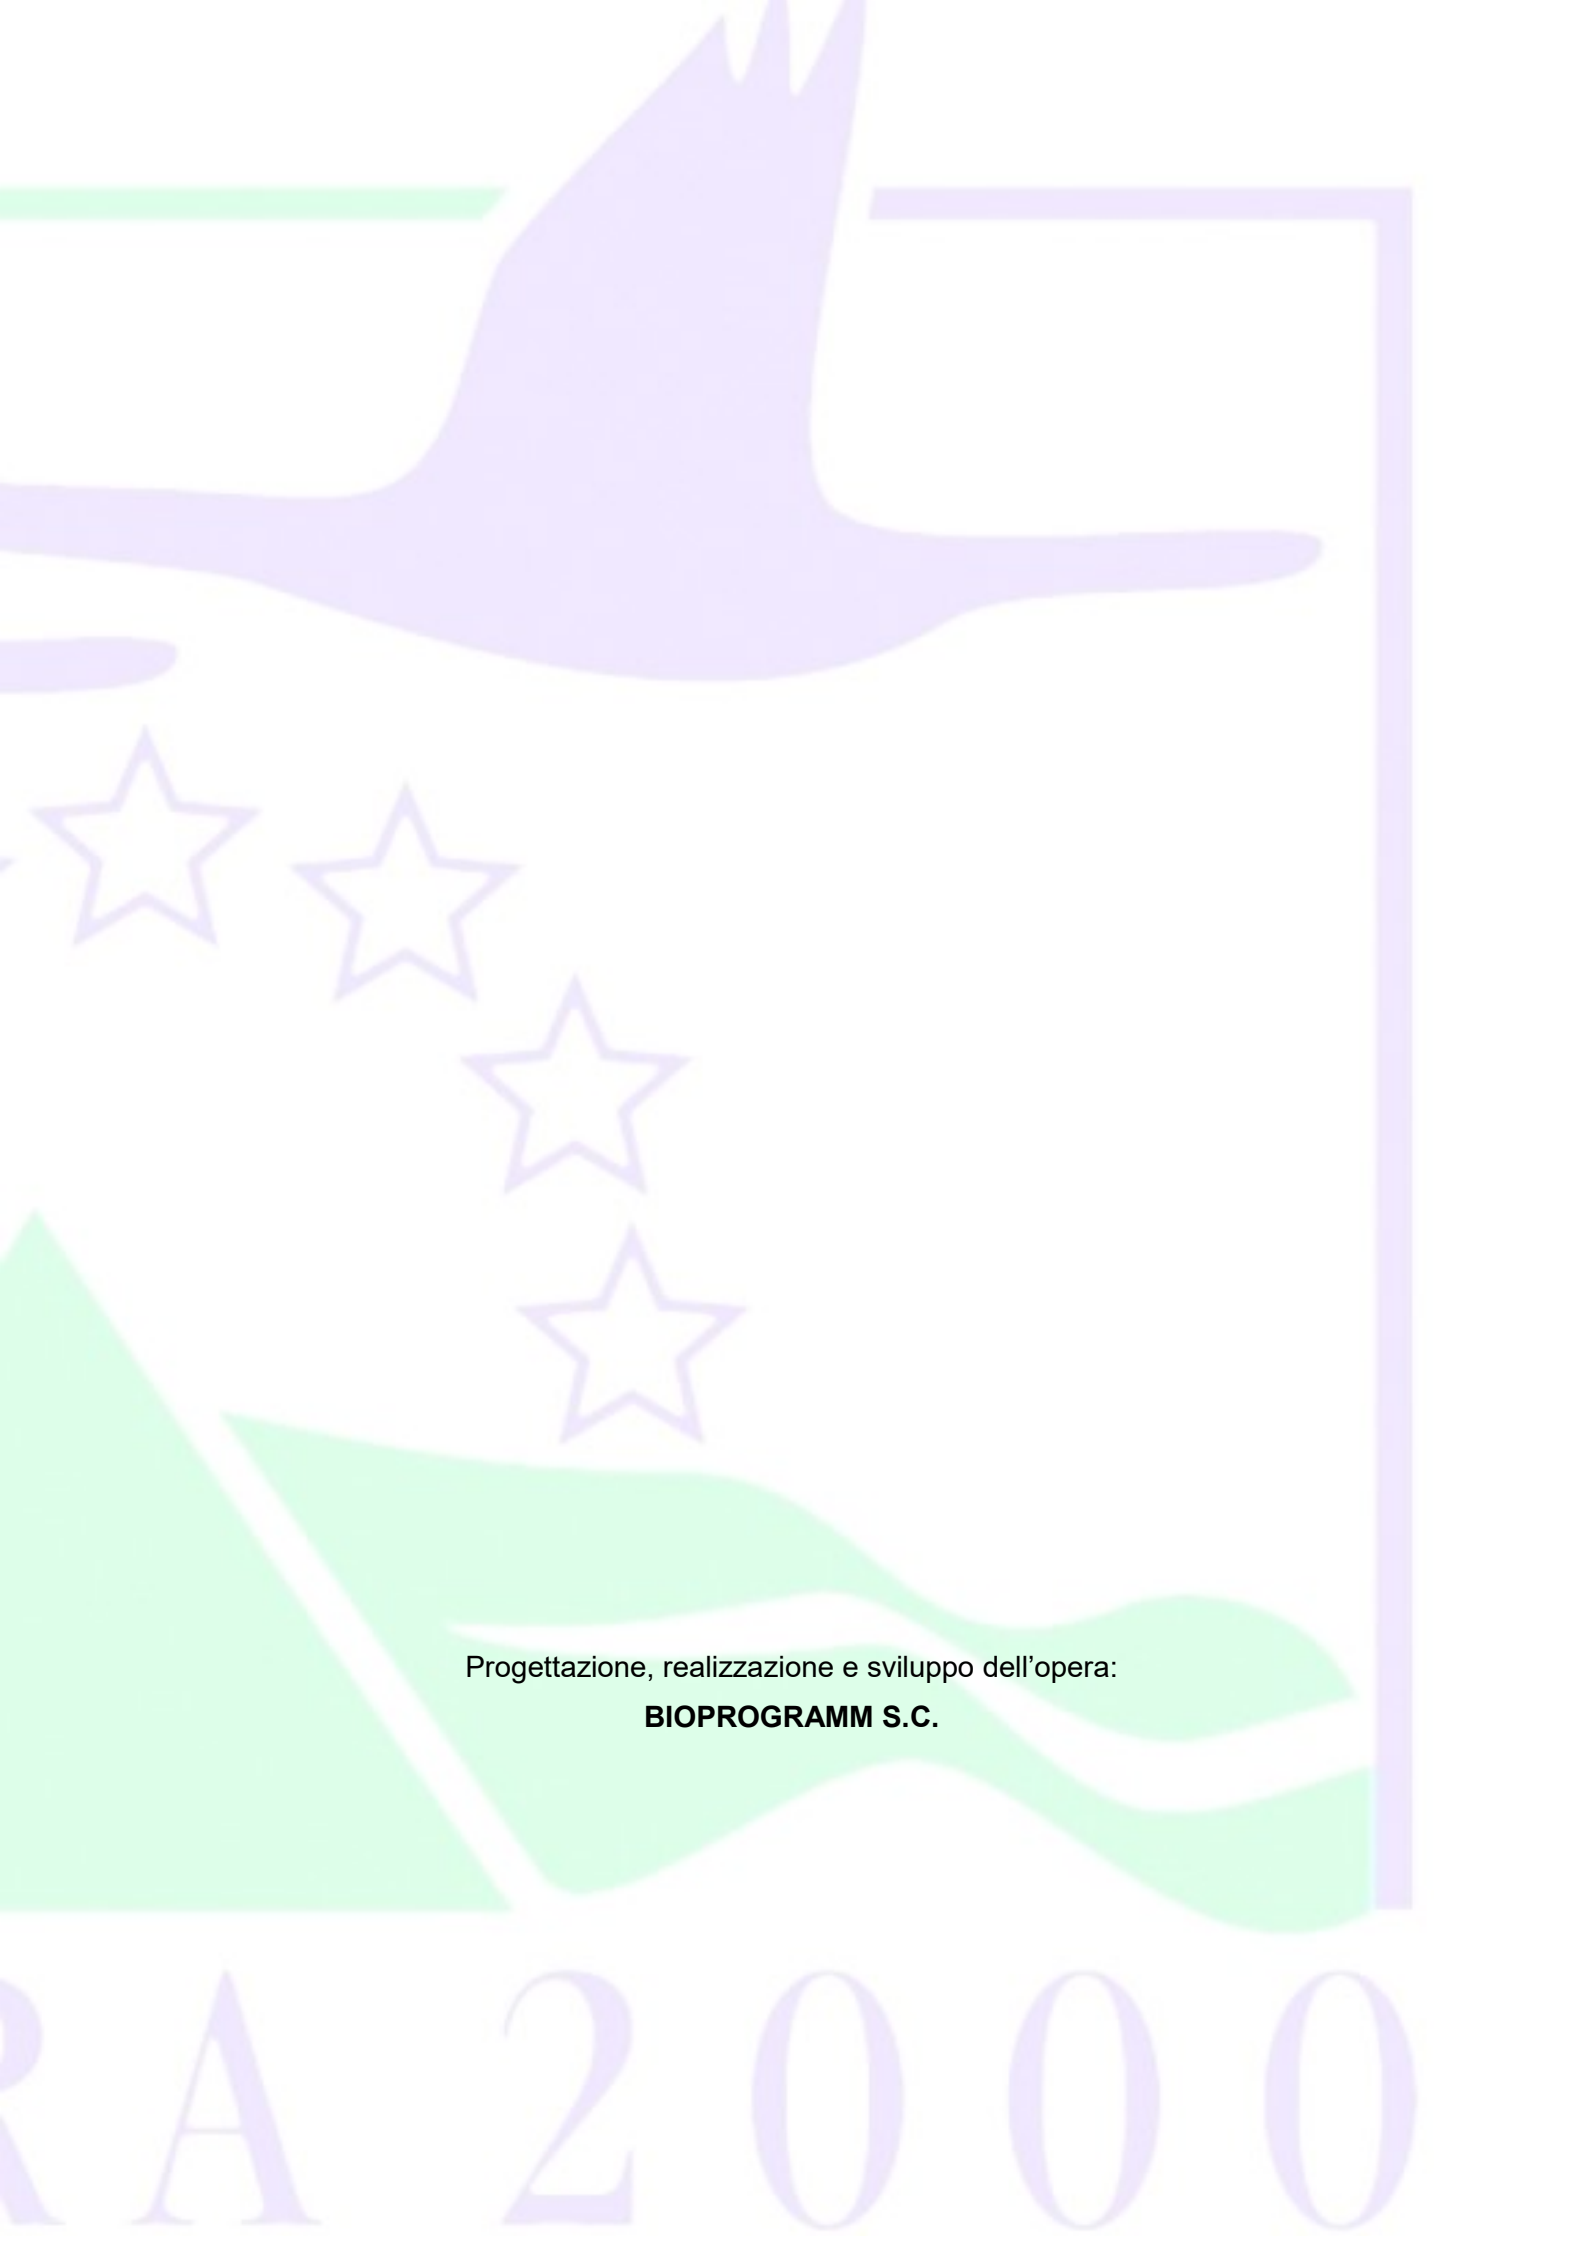 Progettazione, realizzazione e sviluppo dell’opera:
BIOPROGRAMM S.C.
RA 2000